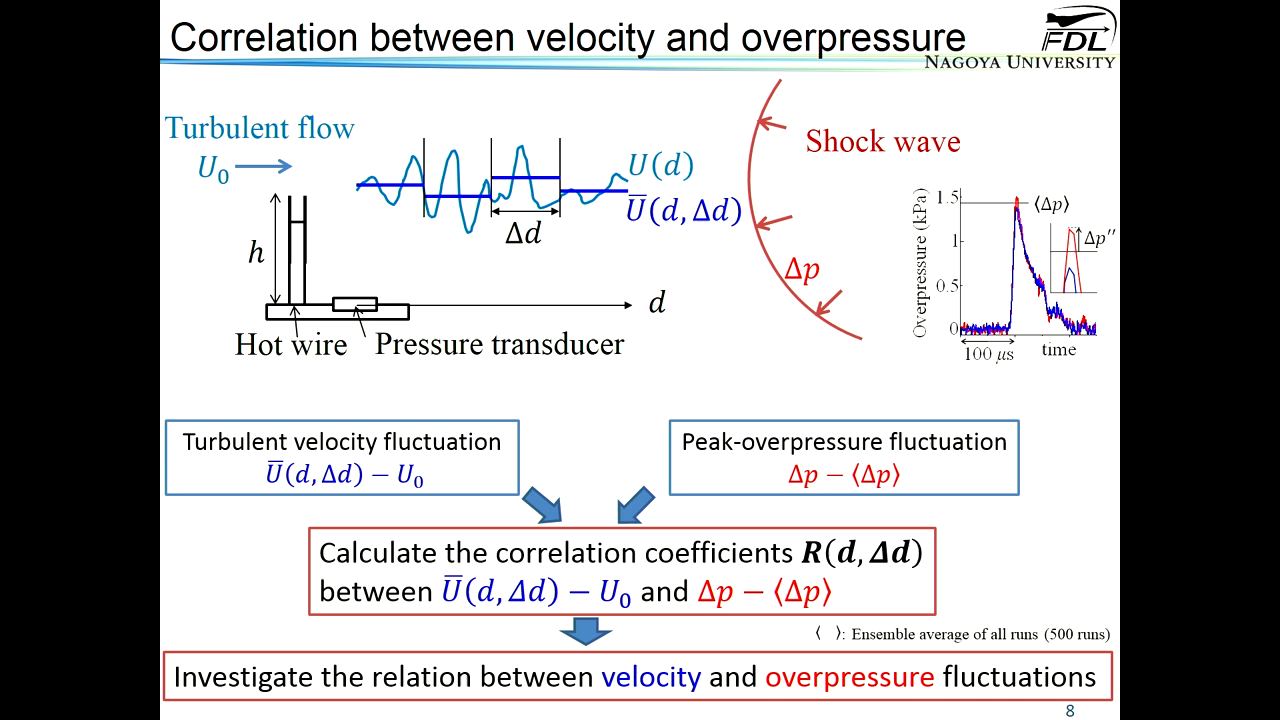 Correlation between velocity and overpressure
FDL
NAGOYA UNIVERSITY
Turbulent flow
U₀
U(d)
U̅(d, Δd)
Δd
h
d
Hot wire
Pressure transducer
Shock wave
Δp
Overpressure (kPa)
1.5
1
0.5
0
⟨Δp⟩
Δp″
100 μs
time
Turbulent velocity fluctuation
U̅(d, Δd) − U₀
Peak-overpressure fluctuation
Δp − ⟨Δp⟩
Calculate the correlation coefficients R(d, Δd)
between U̅(d, Δd) − U₀ and Δp − ⟨Δp⟩
⟨ ⟩: Ensemble average of all runs (500 runs)
Investigate the relation between velocity and overpressure fluctuations
8